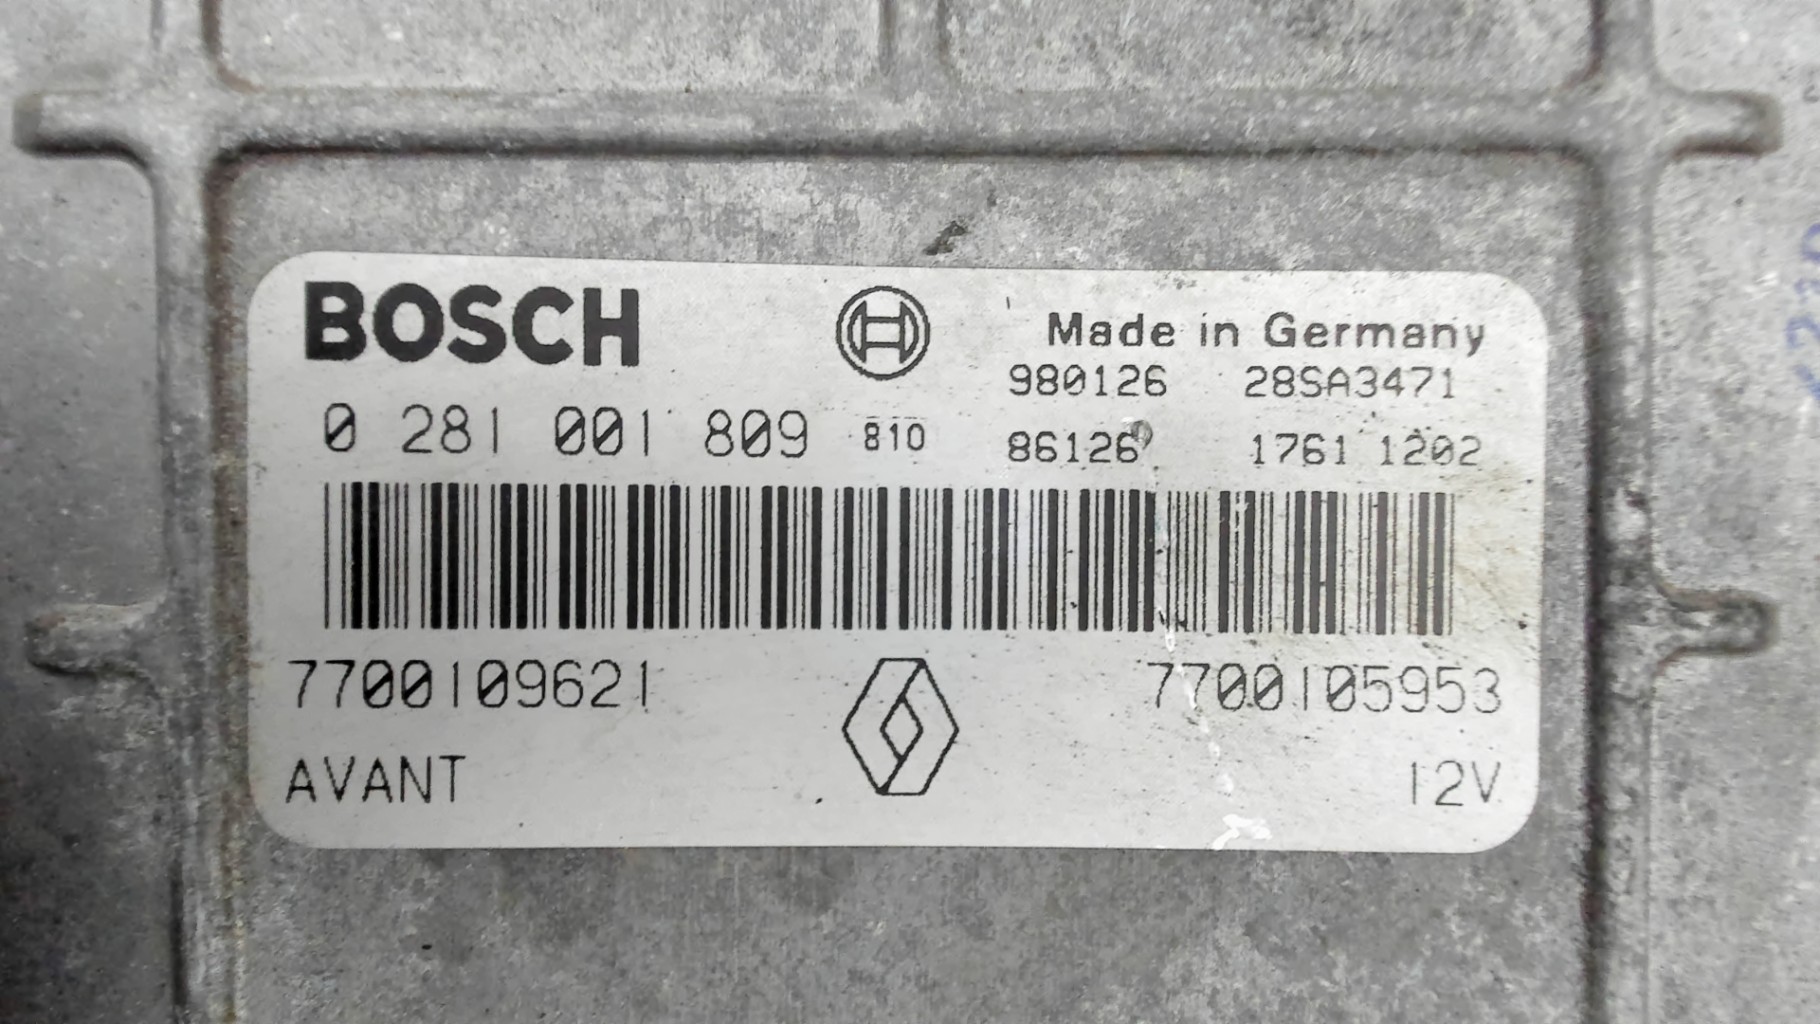 BOSCH
Made in Germany
980126 28SA3471
0 281 001 809 810 86126 1761 1202
7700109621 7700105953
AVANT 12V